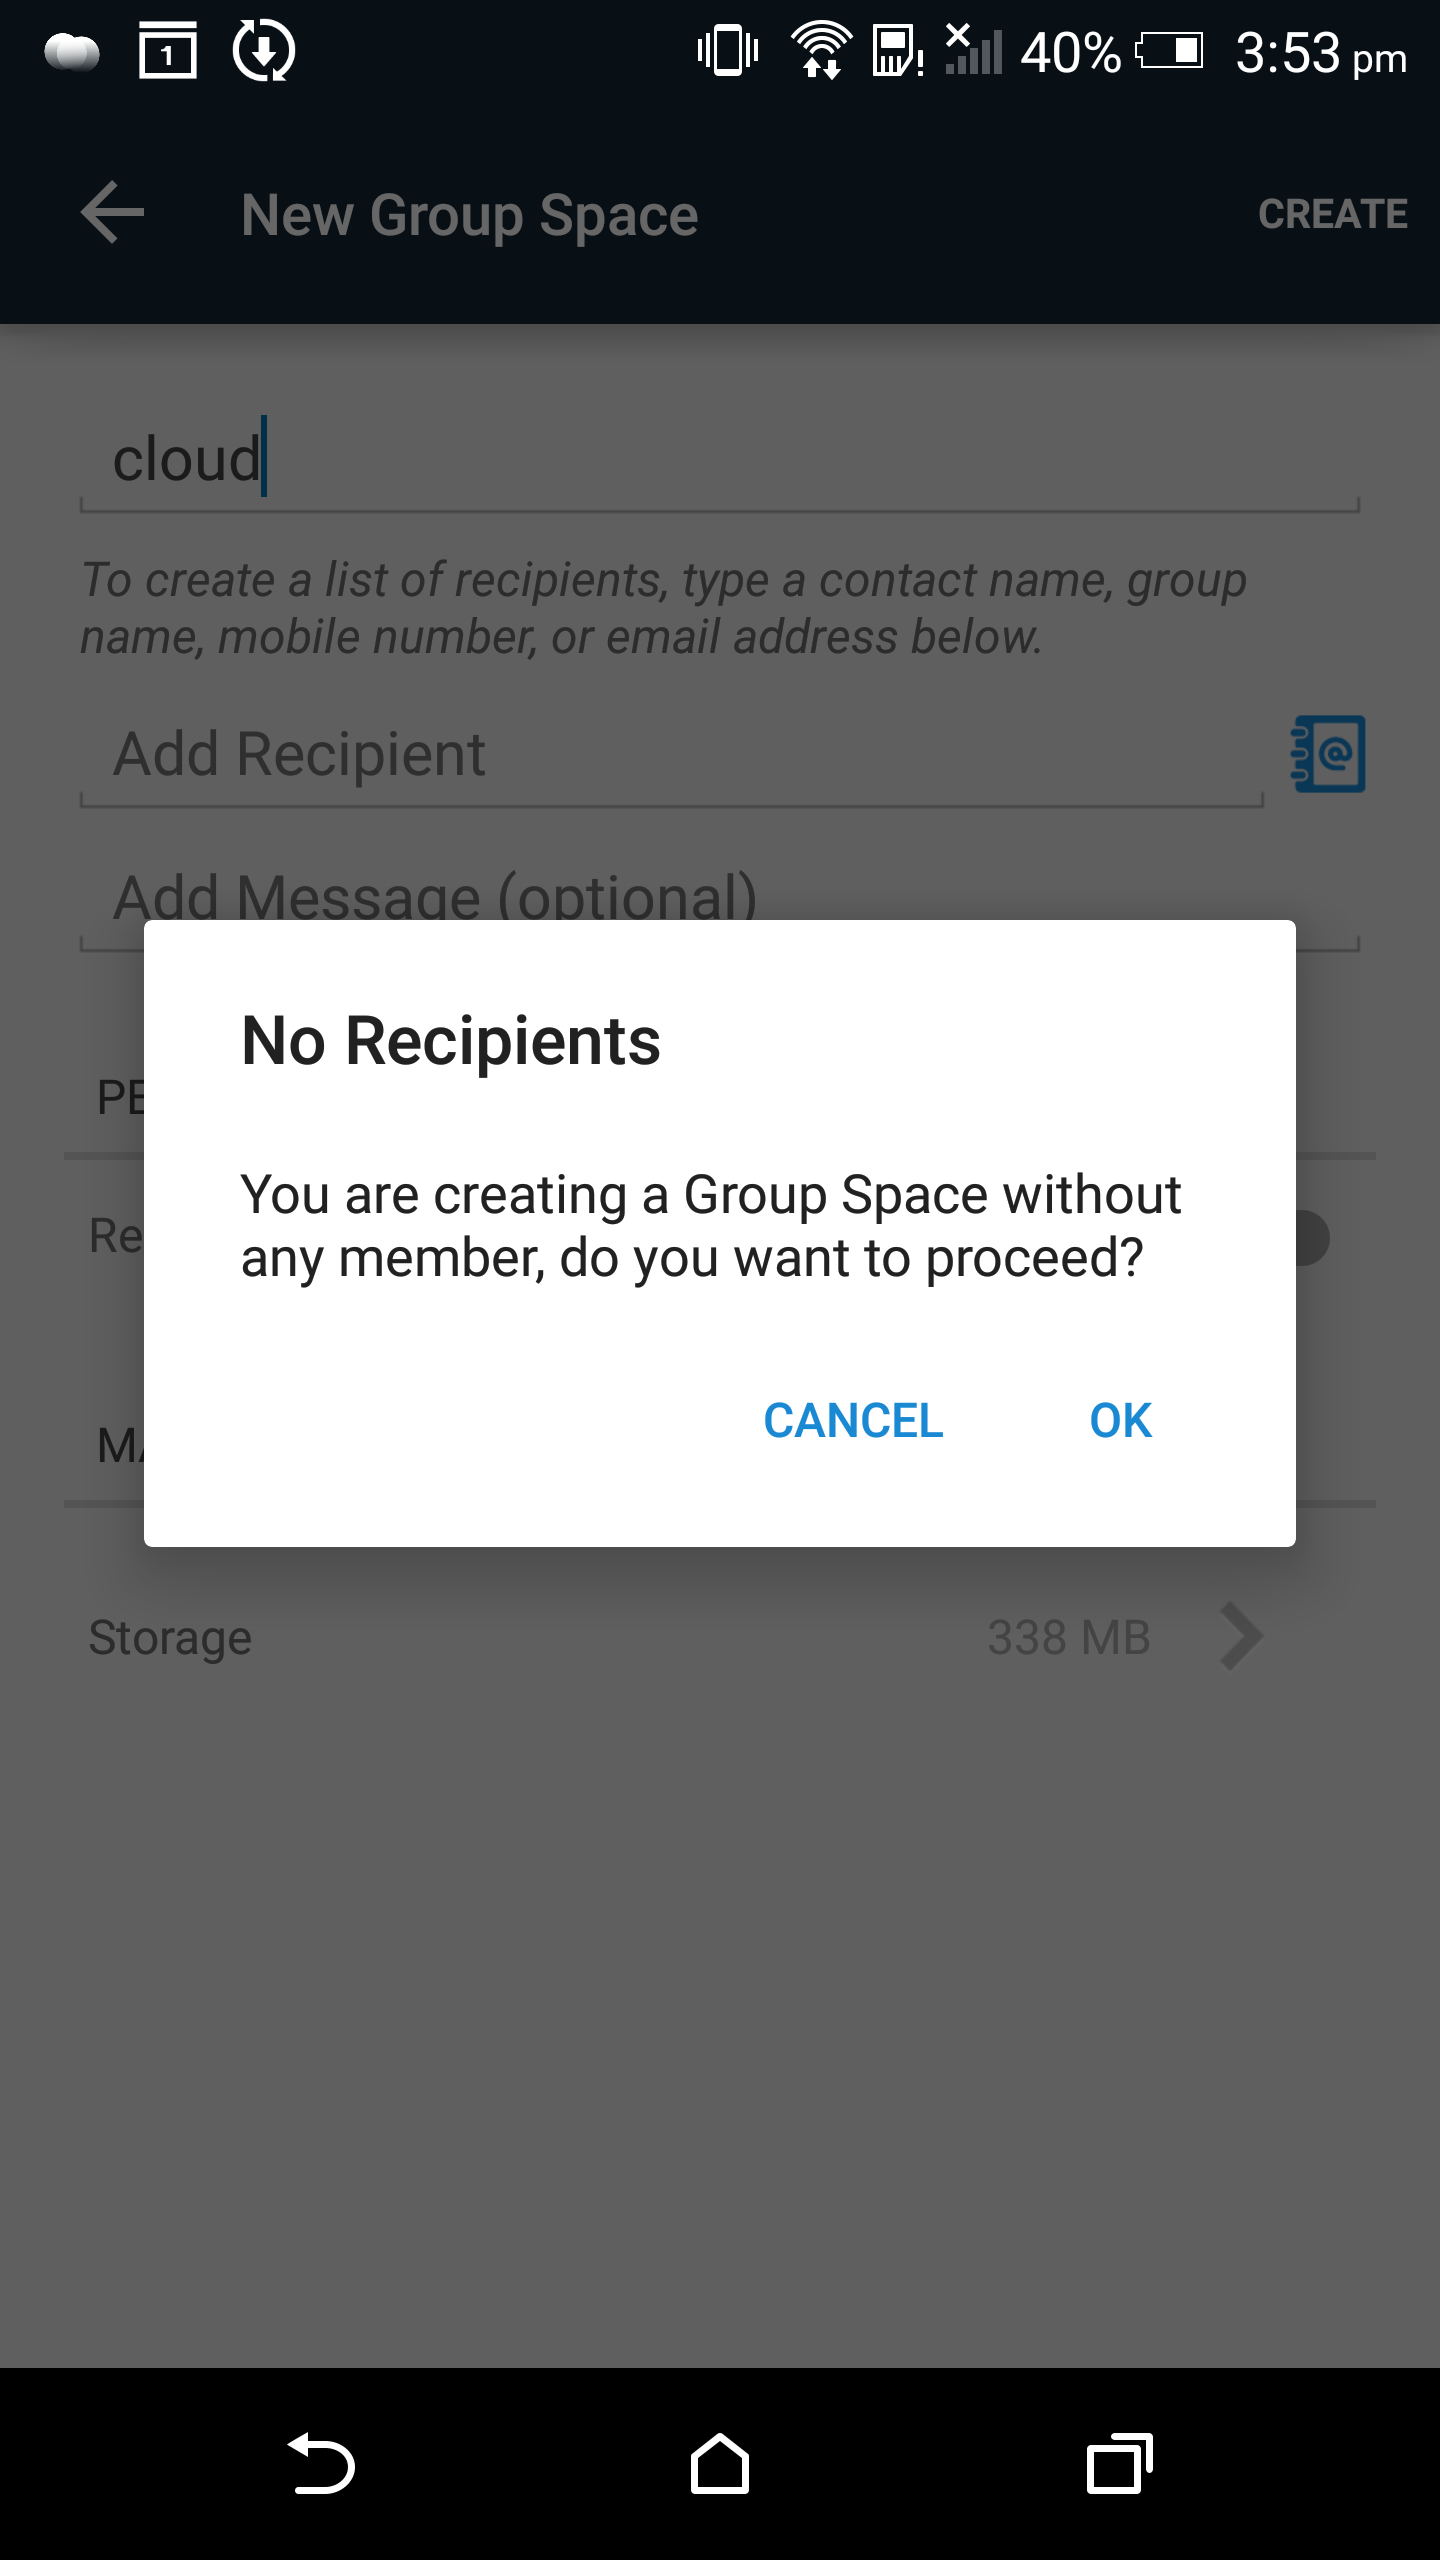 1
40%
3:53 pm
New Group Space
CREATE
cloud
To create a list of recipients, type a contact name, group
name, mobile number, or email address below.
Add Recipient
@
Add Message (optional)
No Recipients
PE
You are creating a Group Space without
Re
any member, do you want to proceed?
CANCEL
OK
MA
Storage
338 MB